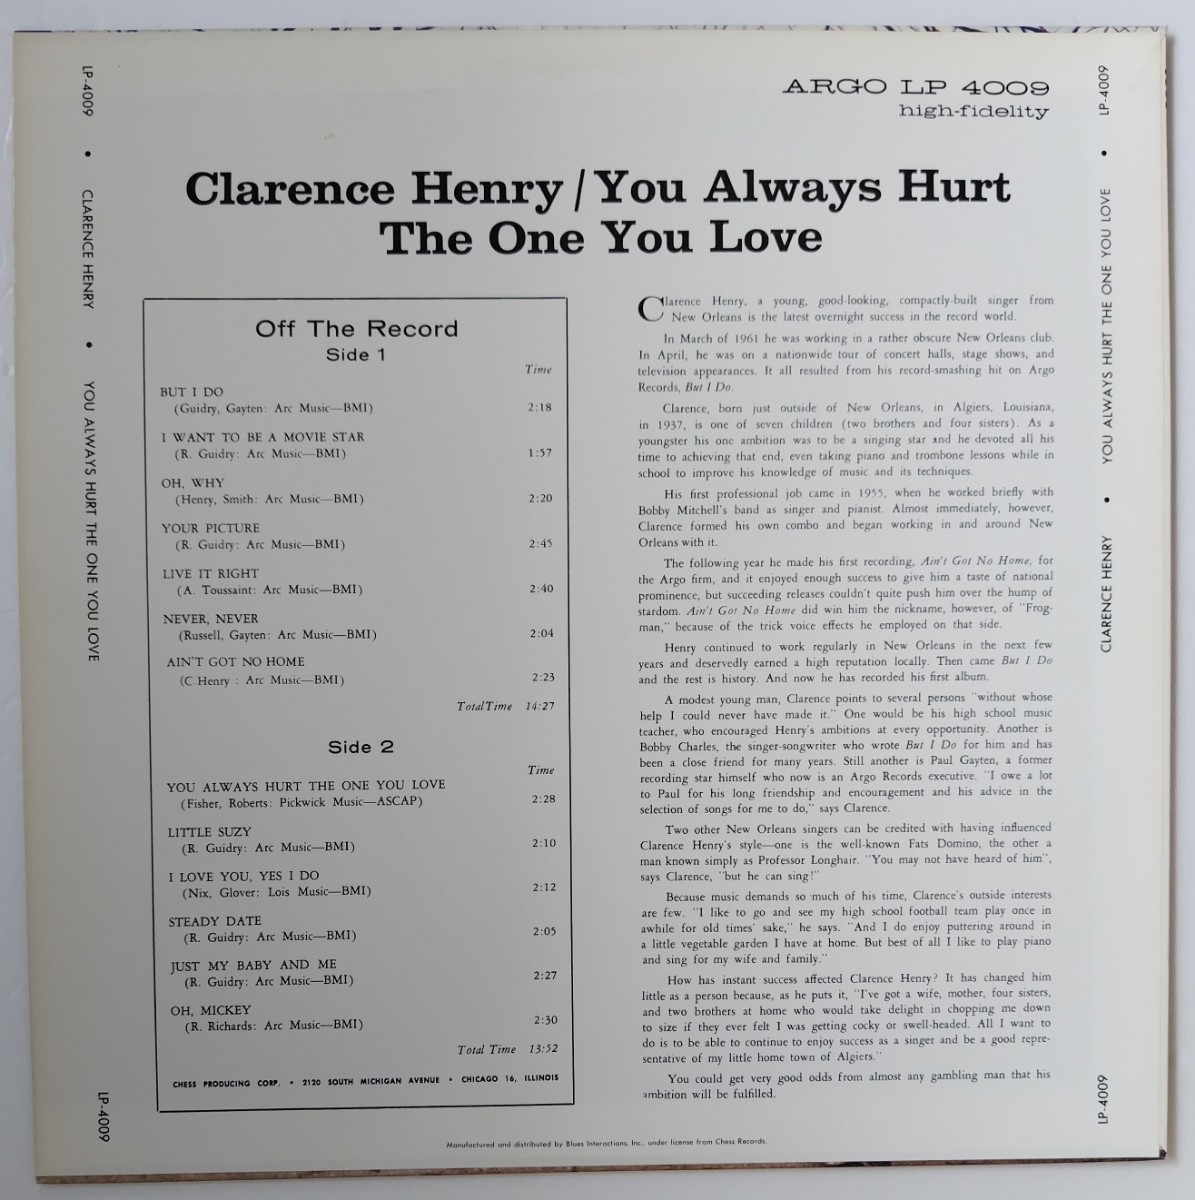 ARGO LP 4009
high-fidelity
Clarence Henry / You Always Hurt
The One You Love
LP-4009 • CLARENCE HENRY • YOU ALWAYS HURT THE ONE YOU LOVE
LP-4009
Off The Record
Side 1
Time
BUT I DO
(Guidry, Gayten: Arc Music—BMI) 2:18
I WANT TO BE A MOVIE STAR
(R. Guidry: Arc Music—BMI) 1:57
OH, WHY
(Henry, Smith: Arc Music—BMI) 2:20
YOUR PICTURE
(R. Guidry: Arc Music—BMI) 2:45
LIVE IT RIGHT
(A. Toussaint: Arc Music—BMI) 2:40
NEVER, NEVER
(Russell, Gayten: Arc Music—BMI) 2:04
AIN'T GOT NO HOME
(C.Henry : Arc Music—BMI) 2:23
Total Time 14:27
Side 2
Time
YOU ALWAYS HURT THE ONE YOU LOVE
(Fisher, Roberts: Pickwick Music—ASCAP) 2:28
LITTLE SUZY
(R. Guidry: Arc Music—BMI) 2:10
I LOVE YOU, YES I DO
(Nix, Glover: Lois Music—BMI) 2:12
STEADY DATE
(R. Guidry: Arc Music—BMI) 2:05
JUST MY BABY AND ME
(R. Guidry: Arc Music—BMI) 2:27
OH, MICKEY
(R. Richards: Arc Music—BMI) 2:30
Total Time 13:52
CHESS PRODUCING CORP. • 2120 SOUTH MICHIGAN AVENUE • CHICAGO 16, ILLINOIS
Clarence Henry, a young, good-looking, compactly-built singer from
New Orleans is the latest overnight success in the record world.
In March of 1961 he was working in a rather obscure New Orleans club.
In April, he was on a nationwide tour of concert halls, stage shows, and
television appearances. It all resulted from his record-smashing hit on Argo
Records, But I Do.
Clarence, born just outside of New Orleans, in Algiers, Louisiana,
in 1937, is one of seven children (two brothers and four sisters). As a
youngster his one ambition was to be a singing star and he devoted all his
time to achieving that end, even taking piano and trombone lessons while in
school to improve his knowledge of music and its techniques.
His first professional job came in 1955, when he worked briefly with
Bobby Mitchell's band as singer and pianist. Almost immediately, however,
Clarence formed his own combo and began working in and around New
Orleans with it.
The following year he made his first recording, Ain't Got No Home, for
the Argo firm, and it enjoyed enough success to give him a taste of national
prominence, but succeeding releases couldn't quite push him over the hump of
stardom. Ain't Got No Home did win him the nickname, however, of "Frog-
man," because of the trick voice effects he employed on that side.
Henry continued to work regularly in New Orleans in the next few
years and deservedly earned a high reputation locally. Then came But I Do
and the rest is history. And now he has recorded his first album.
A modest young man, Clarence points to several persons "without whose
help I could never have made it." One would be his high school music
teacher, who encouraged Henry's ambitions at every opportunity. Another is
Bobby Charles, the singer-songwriter who wrote But I Do for him and has
been a close friend for many years. Still another is Paul Gayten, a former
recording star himself who now is an Argo Records executive. "I owe a lot
to Paul for his long friendship and encouragement and his advice in the
selection of songs for me to do," says Clarence.
Two other New Orleans singers can be credited with having influenced
Clarence Henry's style—one is the well-known Fats Domino, the other a
man known simply as Professor Longhair. "You may not have heard of him",
says Clarence, "but he can sing!"
Because music demands so much of his time, Clarence's outside interests
are few. "I like to go and see my high school football team play once in
awhile for old times' sake," he says. "And I do enjoy puttering around in
a little vegetable garden I have at home. But best of all I like to play piano
and sing for my wife and family."
How has instant success affected Clarence Henry? It has changed him
little as a person because, as he puts it, "I've got a wife, mother, four sisters,
and two brothers at home who would take delight in chopping me down
to size if they ever felt I was getting cocky or swell-headed. All I want to
do is to be able to continue to enjoy success as a singer and be a good repre-
sentative of my little home town of Algiers."
You could get very good odds from almost any gambling man that his
ambition will be fulfilled.
LP-4009 • YOU ALWAYS HURT THE ONE YOU LOVE • CLARENCE HENRY
LP-4009
Manufactured and distributed by Blues Interactions, Inc., under license from Chess Records.